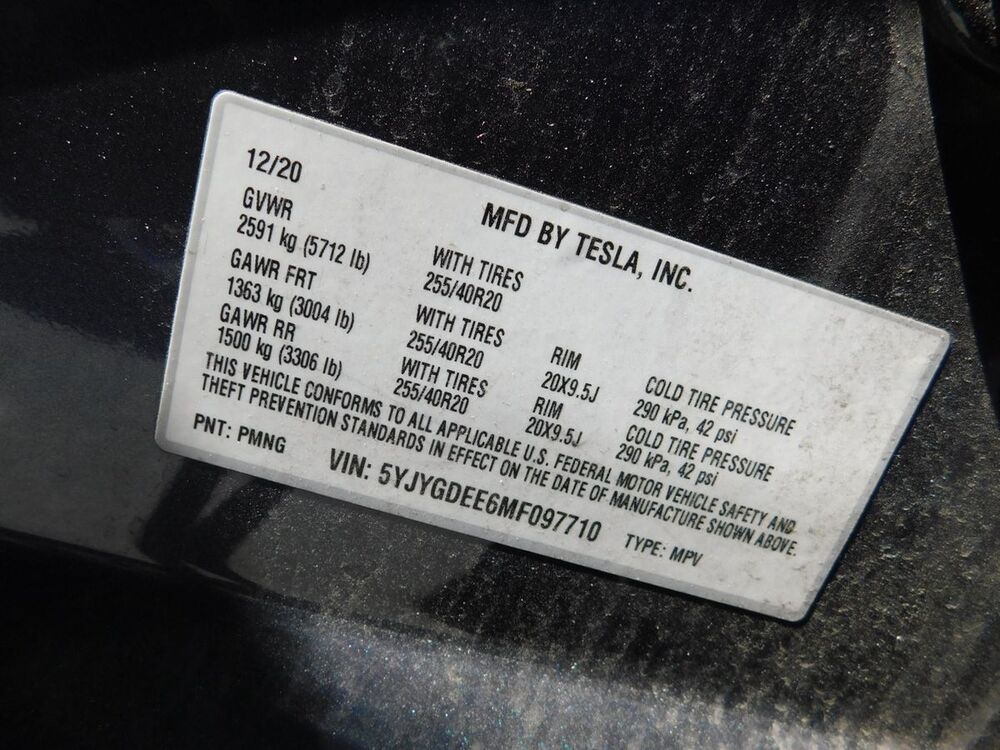 12/20
MFD BY TESLA, INC.
GVWR
2591 kg (5712 lb)
WITH TIRES
255/40R20
GAWR FRT
1363 kg (3004 lb)
WITH TIRES
255/40R20
RIM
20X9.5J
COLD TIRE PRESSURE
290 kPa, 42 psi
GAWR RR
1500 kg (3306 lb)
WITH TIRES
255/40R20
RIM
20X9.5J
COLD TIRE PRESSURE
290 kPa, 42 psi
THIS VEHICLE CONFORMS TO ALL APPLICABLE U.S. FEDERAL MOTOR VEHICLE SAFETY AND
THEFT PREVENTION STANDARDS IN EFFECT ON THE DATE OF MANUFACTURE SHOWN ABOVE.
PNT: PMNG
VIN: 5YJYGDEE6MF097710
TYPE: MPV